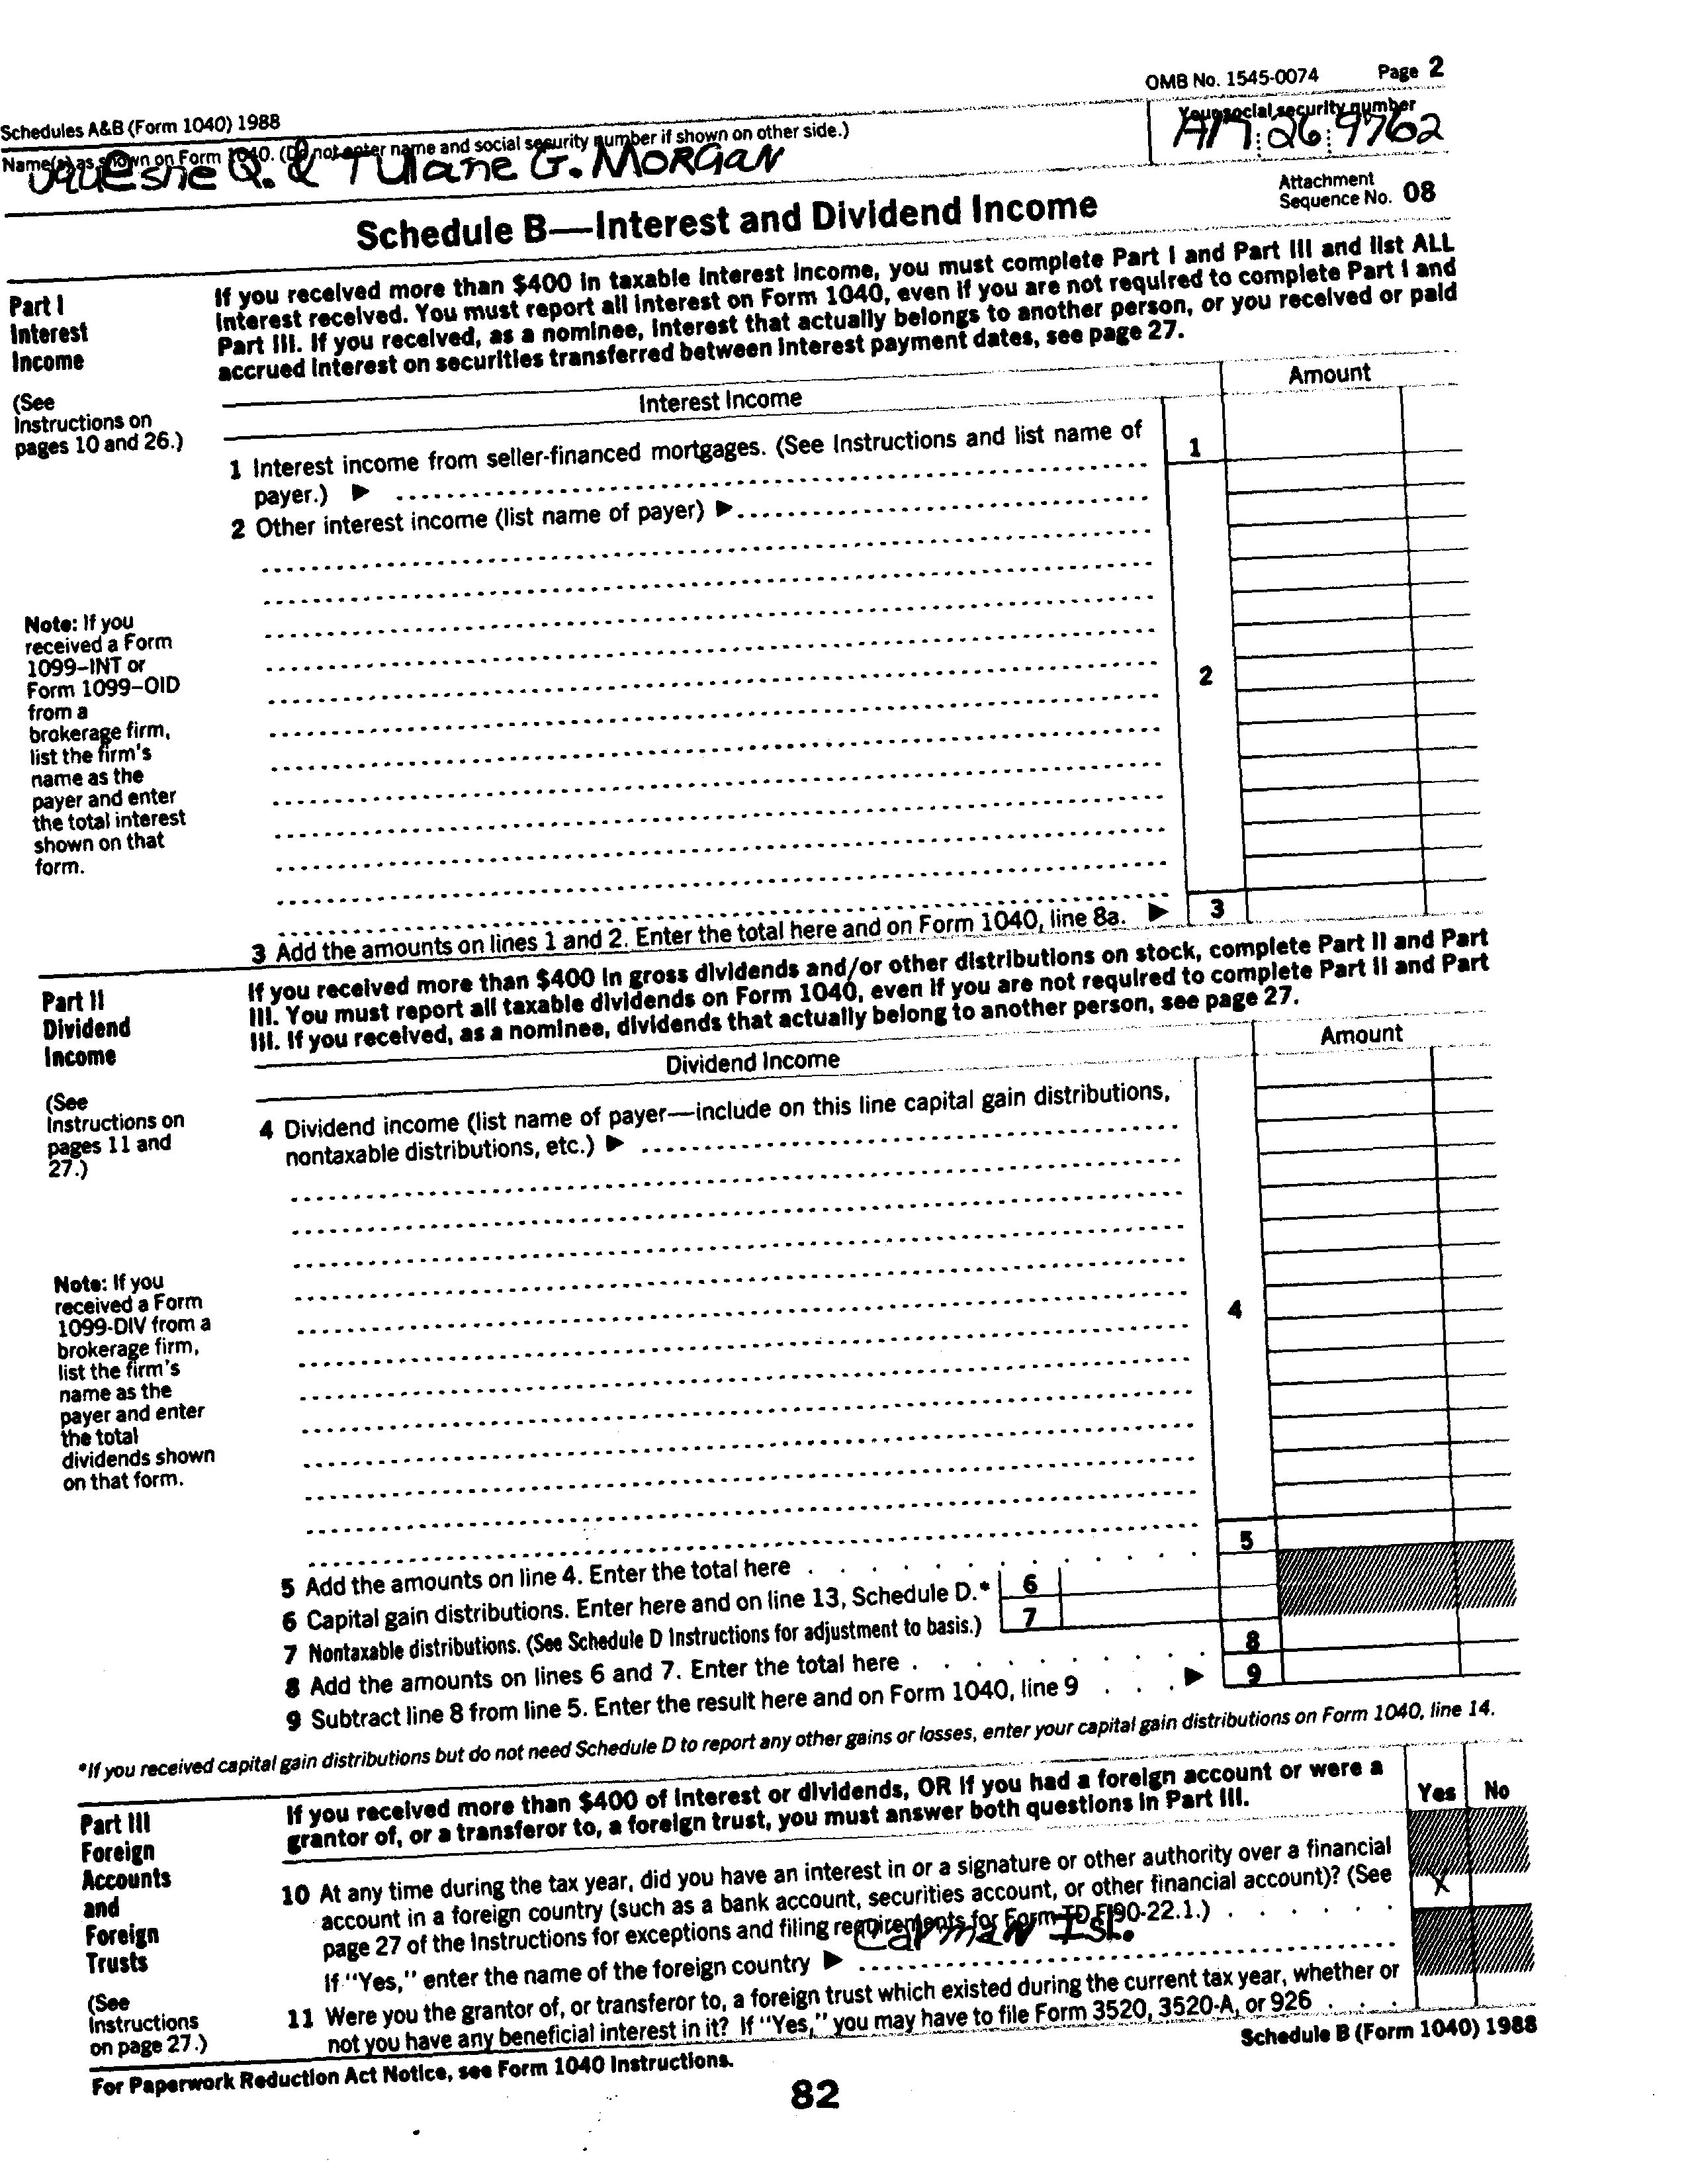 OMB No. 1545-0074 Page 2
Schedules A&B (Form 1040) 1988
Name(s) as shown on Form 1040. (Do not enter name and social security number if shown on other side.)
Your social security number
Q. & Tulane G. MORGAN
26 9762
Schedule B—Interest and Dividend Income
Attachment
Sequence No. 08
Part I
Interest
Income
(See
Instructions on
pages 10 and 26.)
If you received more than $400 in taxable interest income, you must complete Part I and Part III and list ALL
interest received. You must report all interest on Form 1040, even if you are not required to complete Part I and
Part III. If you received, as a nominee, interest that actually belongs to another person, or you received or paid
accrued interest on securities transferred between interest payment dates, see page 27.
Interest Income
Amount
1 Interest income from seller-financed mortgages. (See Instructions and list name of
payer.) ▶
1
2 Other interest income (list name of payer) ▶
Note: If you
received a Form
1099–INT or
Form 1099–OID
from a
brokerage firm,
list the firm's
name as the
payer and enter
the total interest
shown on that
form.
2
3 Add the amounts on lines 1 and 2. Enter the total here and on Form 1040, line 8a. ▶ 3
Part II
Dividend
Income
(See
Instructions on
pages 11 and
27.)
If you received more than $400 in gross dividends and/or other distributions on stock, complete Part II and Part
III. You must report all taxable dividends on Form 1040, even if you are not required to complete Part II and Part
III. If you received, as a nominee, dividends that actually belong to another person, see page 27.
Dividend Income
Amount
4 Dividend income (list name of payer—include on this line capital gain distributions,
nontaxable distributions, etc.) ▶
Note: If you
received a Form
1099-DIV from a
brokerage firm,
list the firm's
name as the
payer and enter
the total
dividends shown
on that form.
4
5 Add the amounts on line 4. Enter the total here . . . . . . . . . . . 5
6 Capital gain distributions. Enter here and on line 13, Schedule D.* 6
7 Nontaxable distributions. (See Schedule D Instructions for adjustment to basis.) 7
8 Add the amounts on lines 6 and 7. Enter the total here . . . . . . . . . 8
9 Subtract line 8 from line 5. Enter the result here and on Form 1040, line 9 . . . ▶ 9
*If you received capital gain distributions but do not need Schedule D to report any other gains or losses, enter your capital gain distributions on Form 1040, line 14.
Part III
Foreign
Accounts
and
Foreign
Trusts
(See
Instructions
on page 27.)
If you received more than $400 of interest or dividends, OR if you had a foreign account or were a
grantor of, or a transferor to, a foreign trust, you must answer both questions in Part III.
Yes No
10 At any time during the tax year, did you have an interest in or a signature or other authority over a financial
account in a foreign country (such as a bank account, securities account, or other financial account)? (See
page 27 of the Instructions for exceptions and filing requirements for Form TD F 90-22.1.) . . . . . .
X
If "Yes," enter the name of the foreign country ▶ Isl.
11 Were you the grantor of, or transferor to, a foreign trust which existed during the current tax year, whether or
not you have any beneficial interest in it? If "Yes," you may have to file Form 3520, 3520-A, or 926 . . .
For Paperwork Reduction Act Notice, see Form 1040 Instructions.
Schedule B (Form 1040) 1988
82